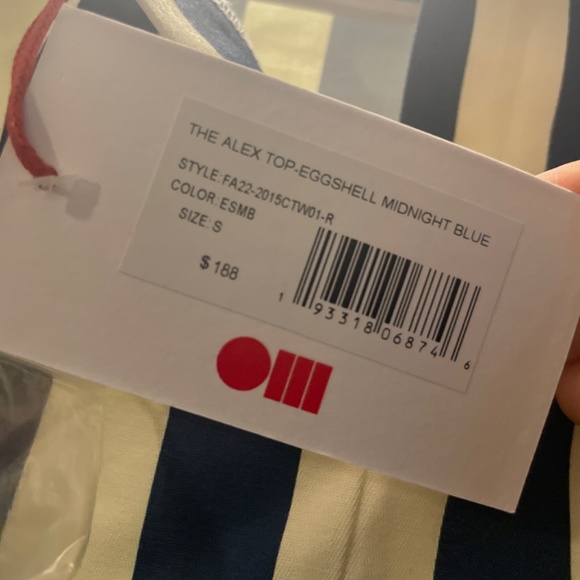 THE ALEX TOP-EGGSHELL MIDNIGHT BLUE
STYLE: FA22-2015CTW01-R
COLOR: ESMB
SIZE: S
$188
1 93318 06874 6